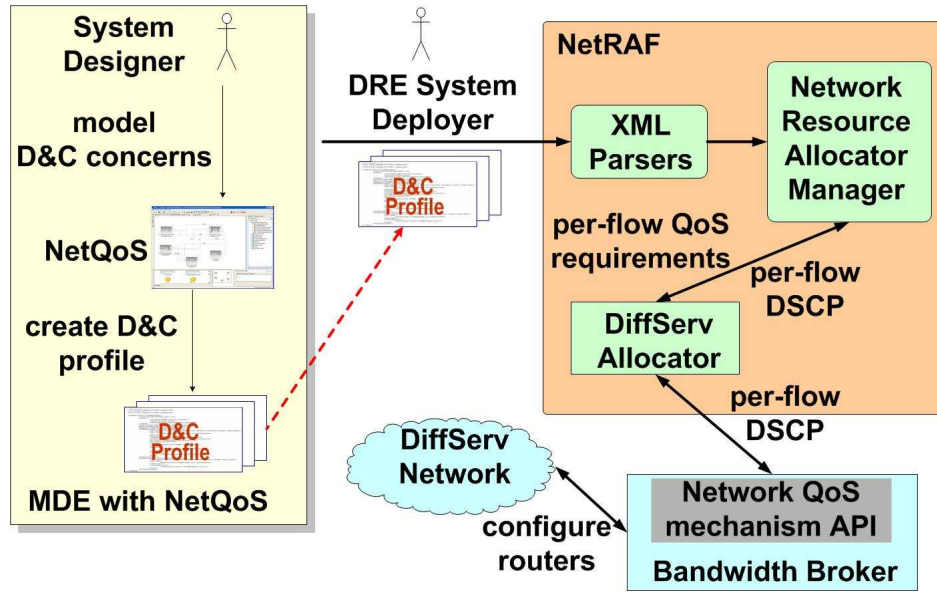 System
Designer
model
D&C concerns
NetQoS
create D&C
profile
D&C
Profile
MDE with NetQoS
DRE System
Deployer
D&C
Profile
NetRAF
XML
Parsers
Network
Resource
Allocator
Manager
per-flow QoS
requirements
per-flow
DSCP
DiffServ
Allocator
per-flow
DSCP
DiffServ
Network
configure
routers
Network QoS
mechanism API
Bandwidth Broker